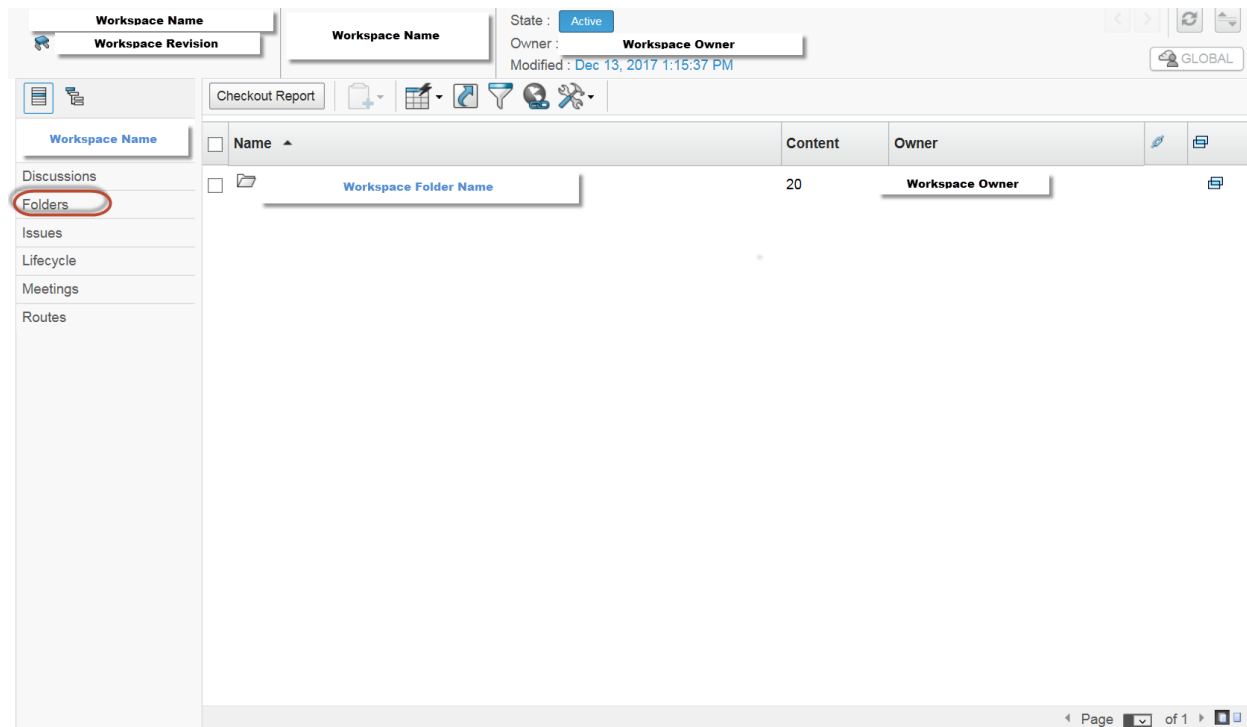 Workspace Name
Workspace Revision
Workspace Name
State : Active
Owner : Workspace Owner
Modified : Dec 13, 2017 1:15:37 PM
GLOBAL
Checkout Report
Workspace Name
Discussions
Folders
Issues
Lifecycle
Meetings
Routes
Name Content Owner
Workspace Folder Name 20 Workspace Owner
Page of 1